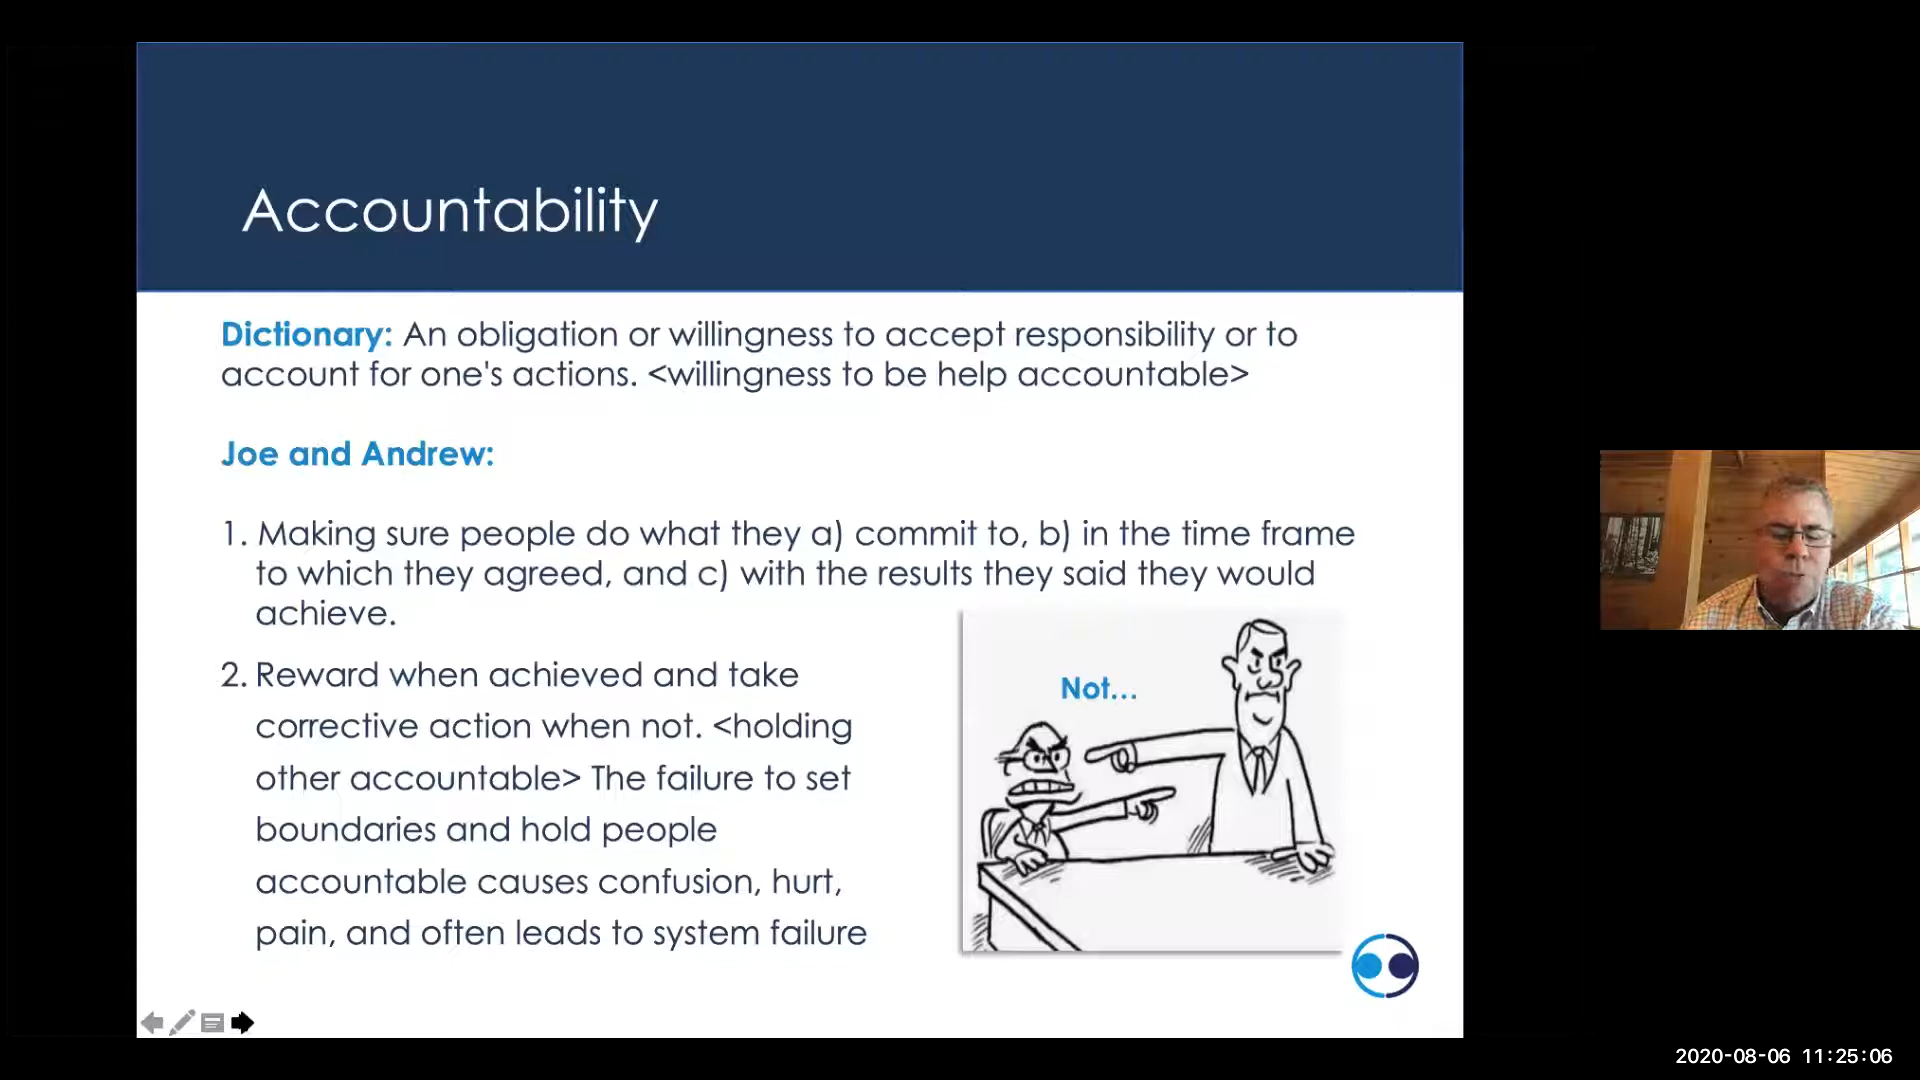 Accountability
Dictionary: An obligation or willingness to accept responsibility or to
account for one's actions. <willingness to be help accountable>
Joe and Andrew:
1. Making sure people do what they a) commit to, b) in the time frame
to which they agreed, and c) with the results they said they would
achieve.
Not...
2. Reward when achieved and take
corrective action when not. <holding
other accountable> The failure to set
boundaries and hold people
accountable causes confusion, hurt,
pain, and often leads to system failure
2020-08-06 11:25:06